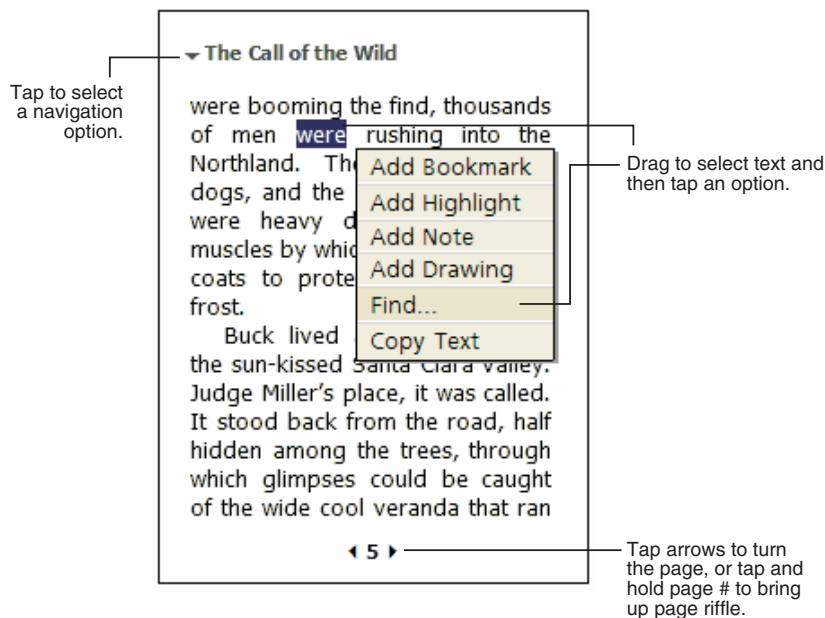 The Call of the Wild
Tap to select
a navigation
option.
were booming the find, thousands
of men were rushing into the
Northland. The
dogs, and the
were heavy d
muscles by whic
coats to prote
frost.
Buck lived
the sun-kissed Santa Clara Valley.
Judge Miller's place, it was called.
It stood back from the road, half
hidden among the trees, through
which glimpses could be caught
of the wide cool veranda that ran
Add Bookmark
Add Highlight
Add Note
Add Drawing
Find...
Copy Text
Drag to select text and
then tap an option.
5
Tap arrows to turn
the page, or tap and
hold page # to bring
up page riffle.